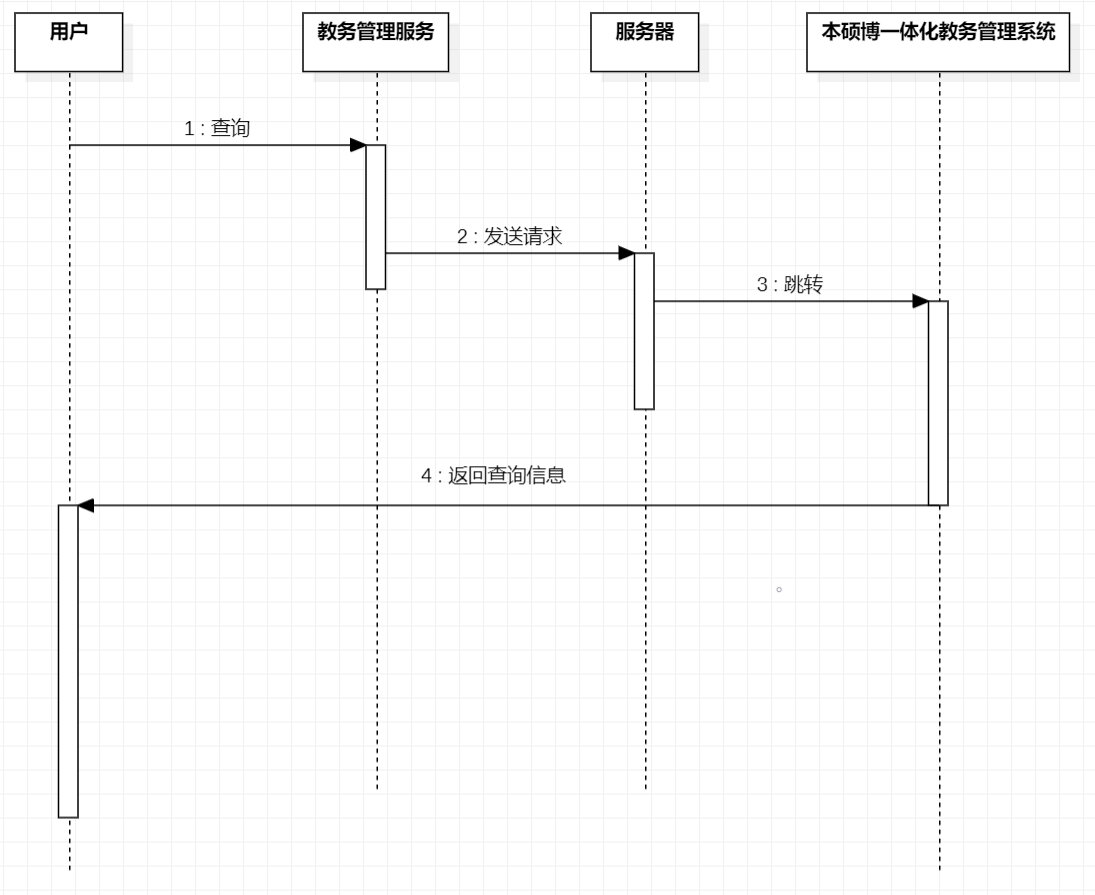 用户
教务管理服务
服务器
本硕博一体化教务管理系统
1 : 查询
2 : 发送请求
3 : 跳转
4 : 返回查询信息
。